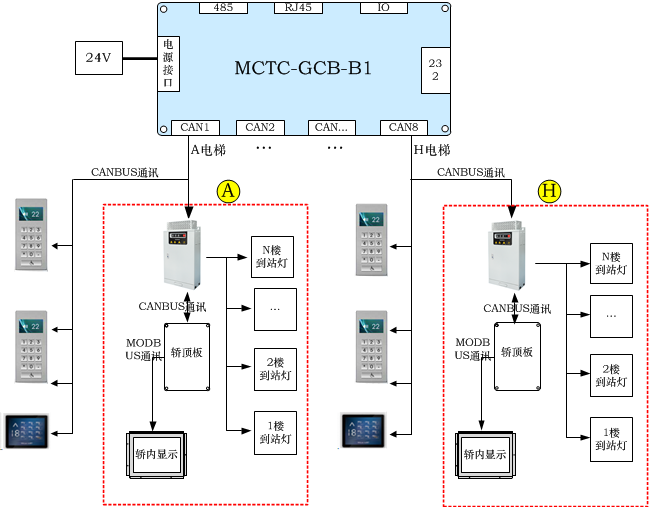 485
RJ45
IO
24V
电源接口
MCTC-GCB-B1
232
CAN1
CAN2
CAN...
CAN8
A电梯
...
...
H电梯
CANBUS通讯
CANBUS通讯
A
H
22
22
N楼
到站灯
N楼
到站灯
CANBUS通讯
CANBUS通讯
...
...
22
MODB
US通讯
轿顶板
2楼
到站灯
22
MODB
US通讯
轿顶板
2楼
到站灯
18
轿内显示
1楼
到站灯
18
轿内显示
1楼
到站灯